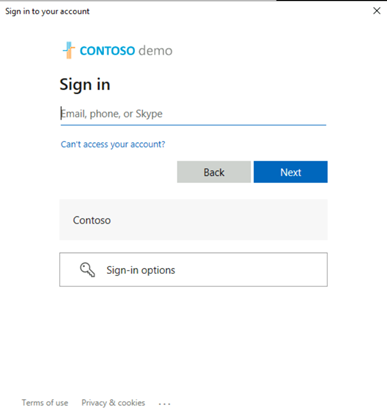 Sign in to your account
CONTOSO demo
Sign in
Email, phone, or Skype
Can't access your account?
Back Next
Contoso
Sign-in options
Terms of use Privacy & cookies ...